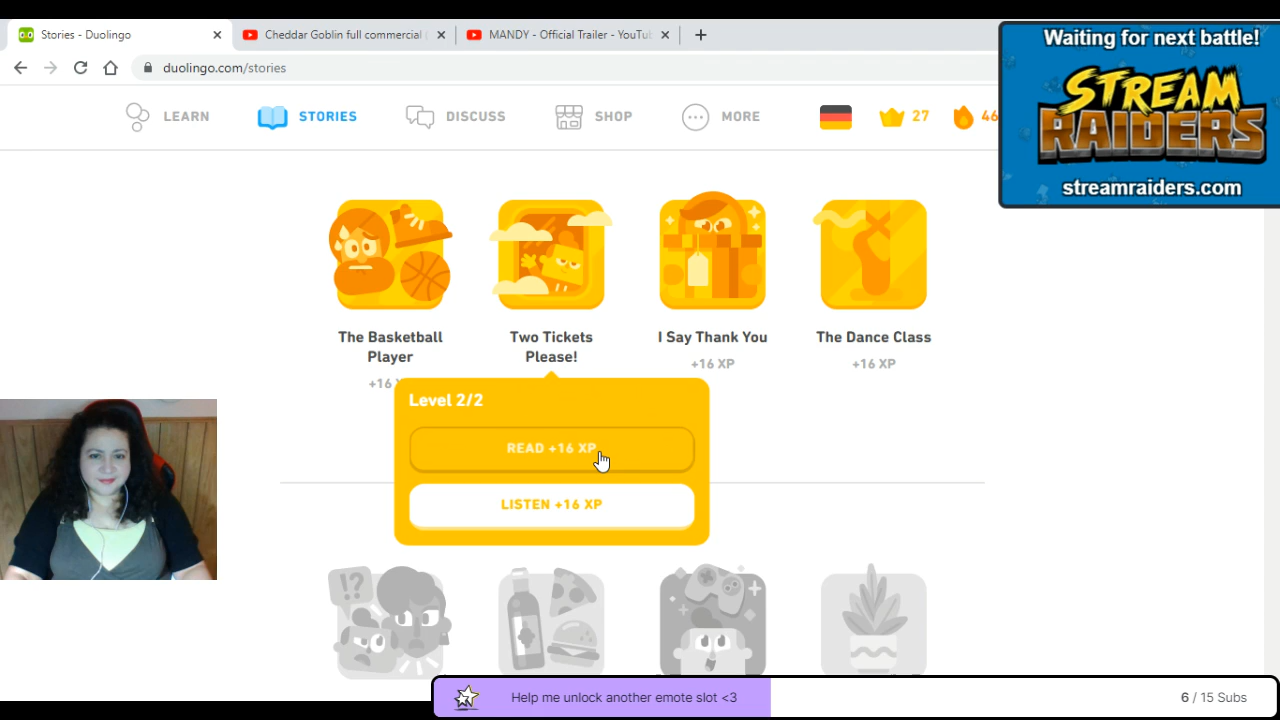 Stories - Duolingo
Cheddar Goblin full commercial
MANDY - Official Trailer - YouTu
duolingo.com/stories
LEARN
STORIES
DISCUSS
SHOP
MORE
27
46
Waiting for next battle!
STREAM
RAIDERS
streamraiders.com
The Basketball
Player
+16
Two Tickets
Please!
I Say Thank You
+16 XP
The Dance Class
+16 XP
Level 2/2
READ +16 XP
LISTEN +16 XP
!?
Help me unlock another emote slot <3
6 / 15 Subs